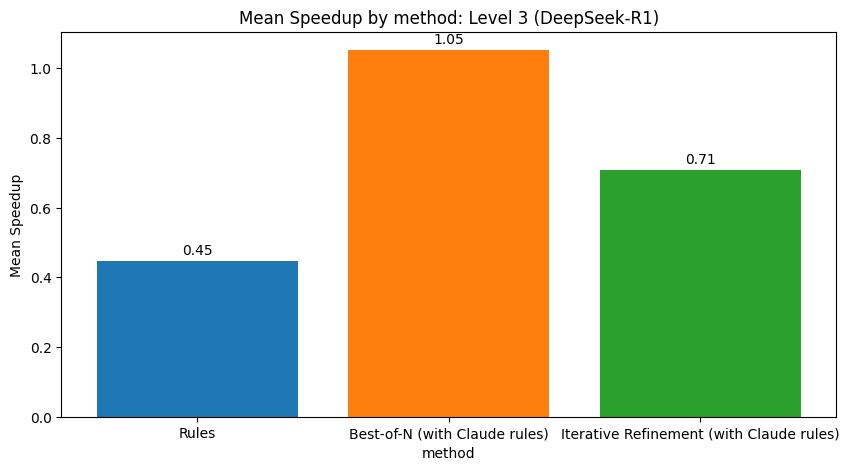 Mean Speedup by method: Level 3 (DeepSeek-R1)
1.05
0.71
0.45
Mean Speedup
1.0
0.8
0.6
0.4
0.2
0.0
Rules
Best-of-N (with Claude rules)
Iterative Refinement (with Claude rules)
method